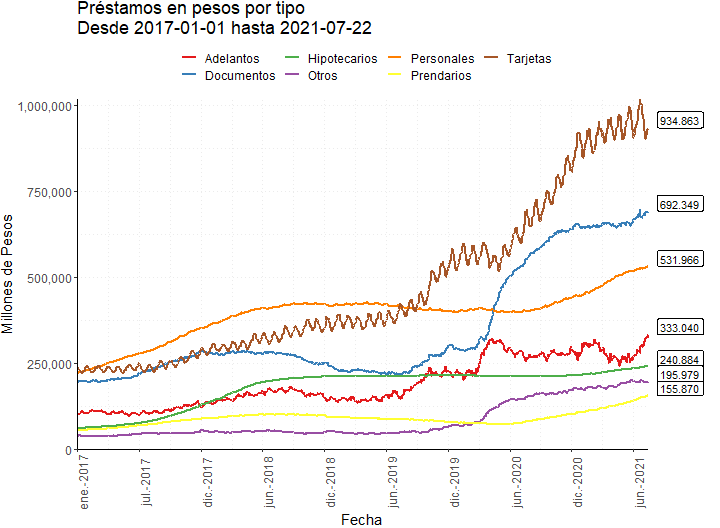 Préstamos en pesos por tipo
Desde 2017-01-01 hasta 2021-07-22
Adelantos
Hipotecarios
Personales
Tarjetas
Documentos
Otros
Prendarios
Millones de Pesos
1,000,000
750,000
500,000
250,000
0
934.863
692.349
531.966
333.040
240.884
195.979
155.870
ene.-2017
jul.-2017
dic.-2017
jun.-2018
dic.-2018
jun.-2019
dic.-2019
jun.-2020
dic.-2020
jun.-2021
Fecha